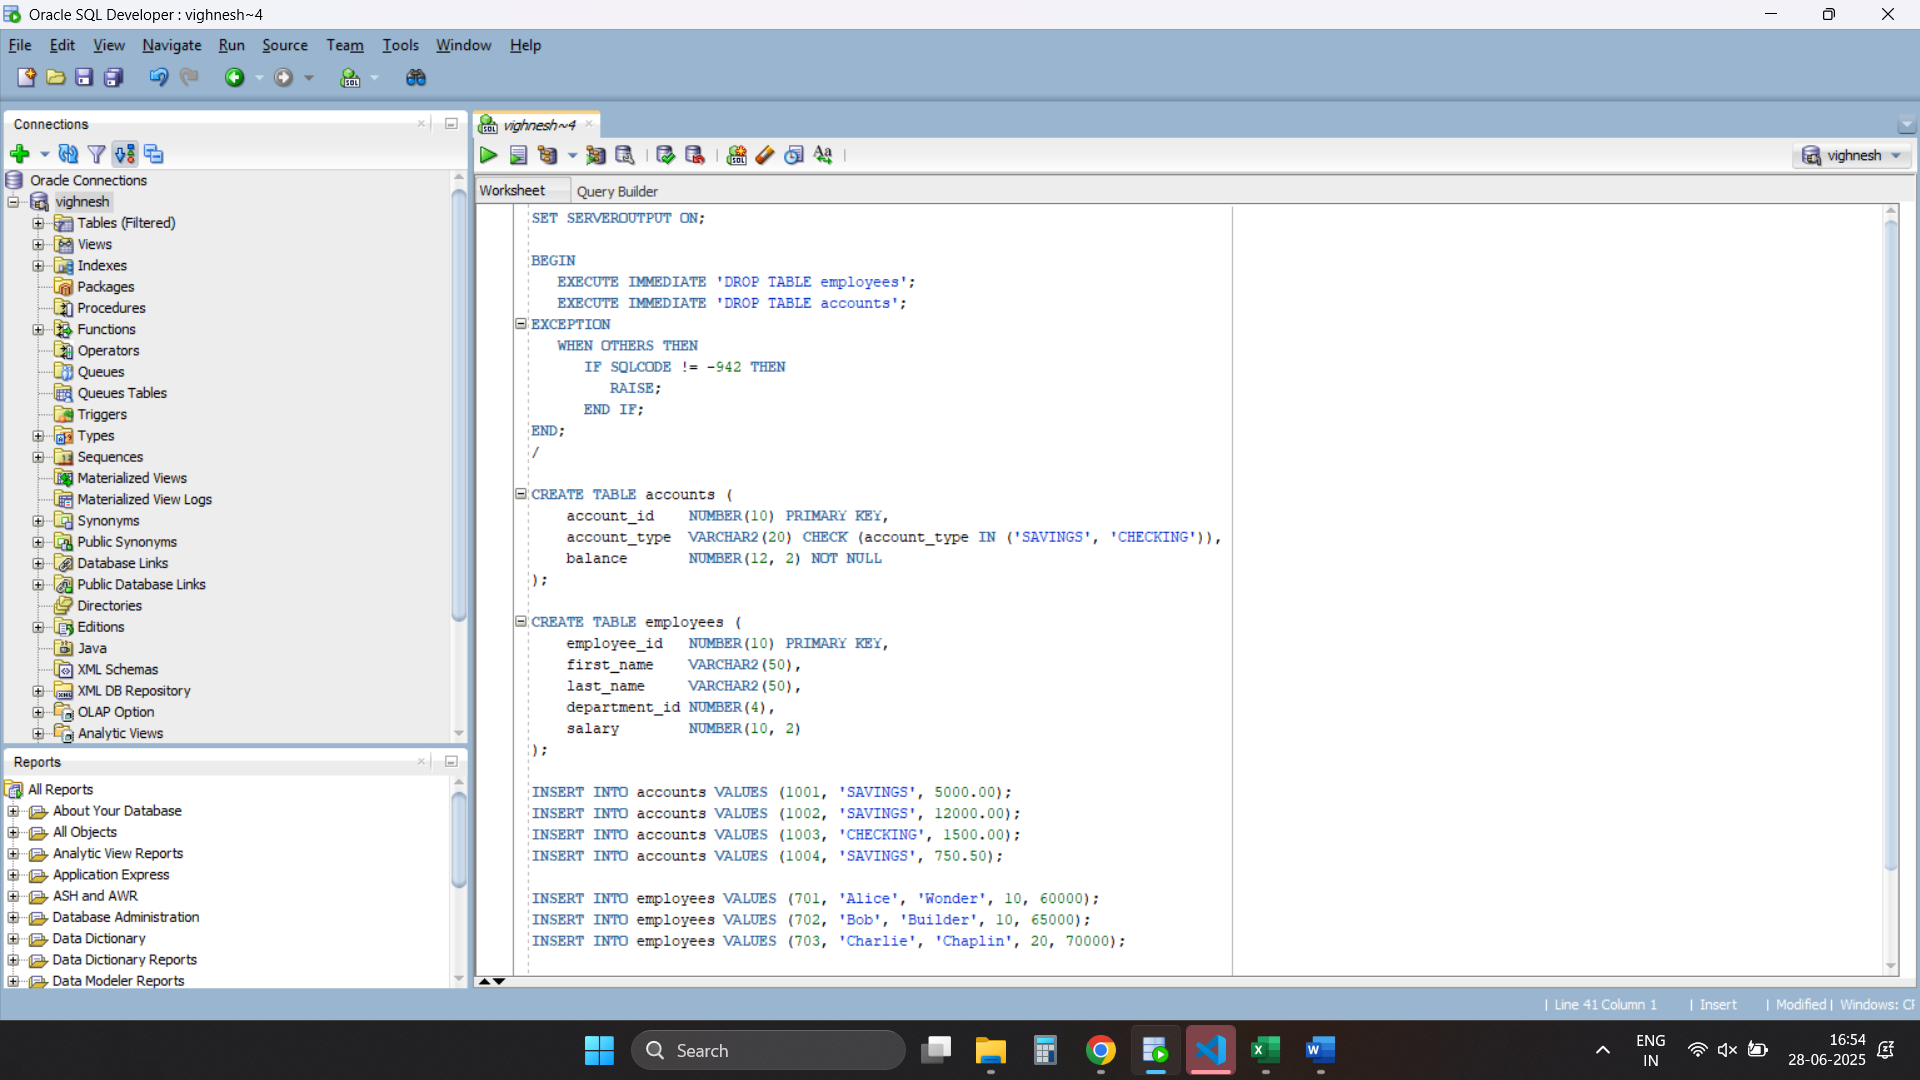 Oracle SQL Developer : vighnesh~4
File Edit View Navigate Run Source Team Tools Window Help
Connections
Oracle Connections
vighnesh
Tables (Filtered)
Views
Indexes
Packages
Procedures
Functions
Operators
Queues
Queues Tables
Triggers
Types
Sequences
Materialized Views
Materialized View Logs
Synonyms
Public Synonyms
Database Links
Public Database Links
Directories
Editions
Java
XML Schemas
XML DB Repository
OLAP Option
Analytic Views
Reports
All Reports
About Your Database
All Objects
Analytic View Reports
Application Express
ASH and AWR
Database Administration
Data Dictionary
Data Dictionary Reports
Data Modeler Reports
vighnesh~4
vighnesh
Worksheet Query Builder
SET SERVEROUTPUT ON;
BEGIN
EXECUTE IMMEDIATE 'DROP TABLE employees';
EXECUTE IMMEDIATE 'DROP TABLE accounts';
EXCEPTION
WHEN OTHERS THEN
IF SQLCODE != -942 THEN
RAISE;
END IF;
END;
/
CREATE TABLE accounts (
account_id NUMBER(10) PRIMARY KEY,
account_type VARCHAR2(20) CHECK (account_type IN ('SAVINGS', 'CHECKING')),
balance NUMBER(12, 2) NOT NULL
);
CREATE TABLE employees (
employee_id NUMBER(10) PRIMARY KEY,
first_name VARCHAR2(50),
last_name VARCHAR2(50),
department_id NUMBER(4),
salary NUMBER(10, 2)
);
INSERT INTO accounts VALUES (1001, 'SAVINGS', 5000.00);
INSERT INTO accounts VALUES (1002, 'SAVINGS', 12000.00);
INSERT INTO accounts VALUES (1003, 'CHECKING', 1500.00);
INSERT INTO accounts VALUES (1004, 'SAVINGS', 750.50);
INSERT INTO employees VALUES (701, 'Alice', 'Wonder', 10, 60000);
INSERT INTO employees VALUES (702, 'Bob', 'Builder', 10, 65000);
INSERT INTO employees VALUES (703, 'Charlie', 'Chaplin', 20, 70000);
| Line 41 Column 1 | Insert | Modified | Windows: CF
Search
ENG
IN
16:54
28-06-2025